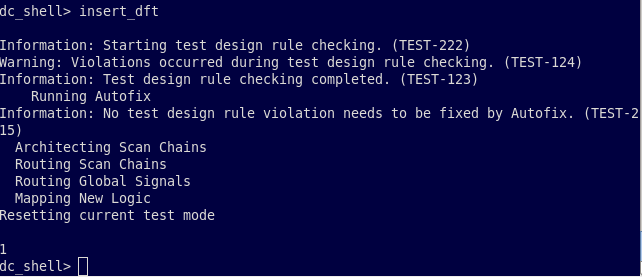 dc_shell> insert_dft
Information: Starting test design rule checking. (TEST-222)
Warning: Violations occurred during test design rule checking. (TEST-124)
Information: Test design rule checking completed. (TEST-123)
Running Autofix
Information: No test design rule violation needs to be fixed by Autofix. (TEST-2
15)
Architecting Scan Chains
Routing Scan Chains
Routing Global Signals
Mapping New Logic
Resetting current test mode
1
dc_shell>